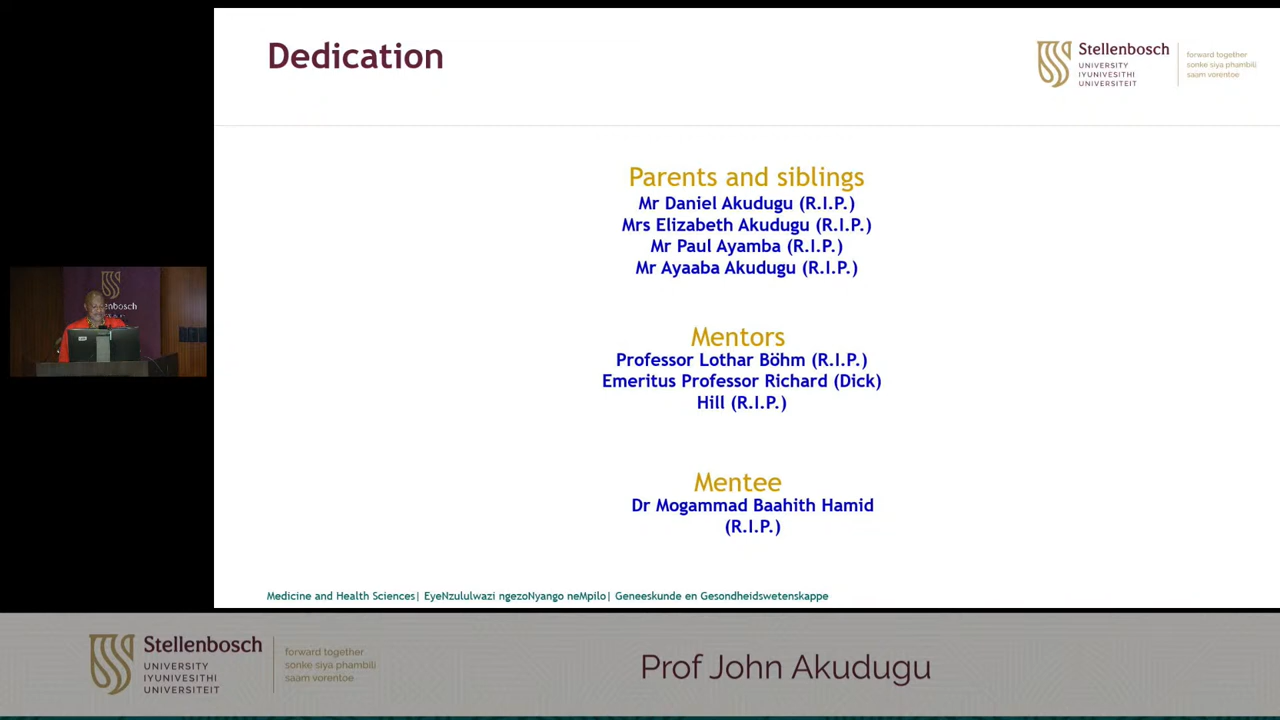 Dedication
Stellenbosch
UNIVERSITY
IYUNIVESITHI
UNIVERSITEIT
forward together
sonke siya phambili
saam vorentoe
Parents and siblings
Mr Daniel Akudugu (R.I.P.)
Mrs Elizabeth Akudugu (R.I.P.)
Mr Paul Ayamba (R.I.P.)
Mr Ayaaba Akudugu (R.I.P.)
Mentors
Professor Lothar Böhm (R.I.P.)
Emeritus Professor Richard (Dick)
Hill (R.I.P.)
Mentee
Dr Mogammad Baahith Hamid
(R.I.P.)
Medicine and Health Sciences| EyeNzululwazi ngezoNyango neMpilo| Geneeskunde en Gesondheidswetenskappe
Stellenbosch
UNIVERSITY
IYUNIVESITHI
UNIVERSITEIT
forward together
sonke siya phambili
saam vorentoe
Prof John Akudugu